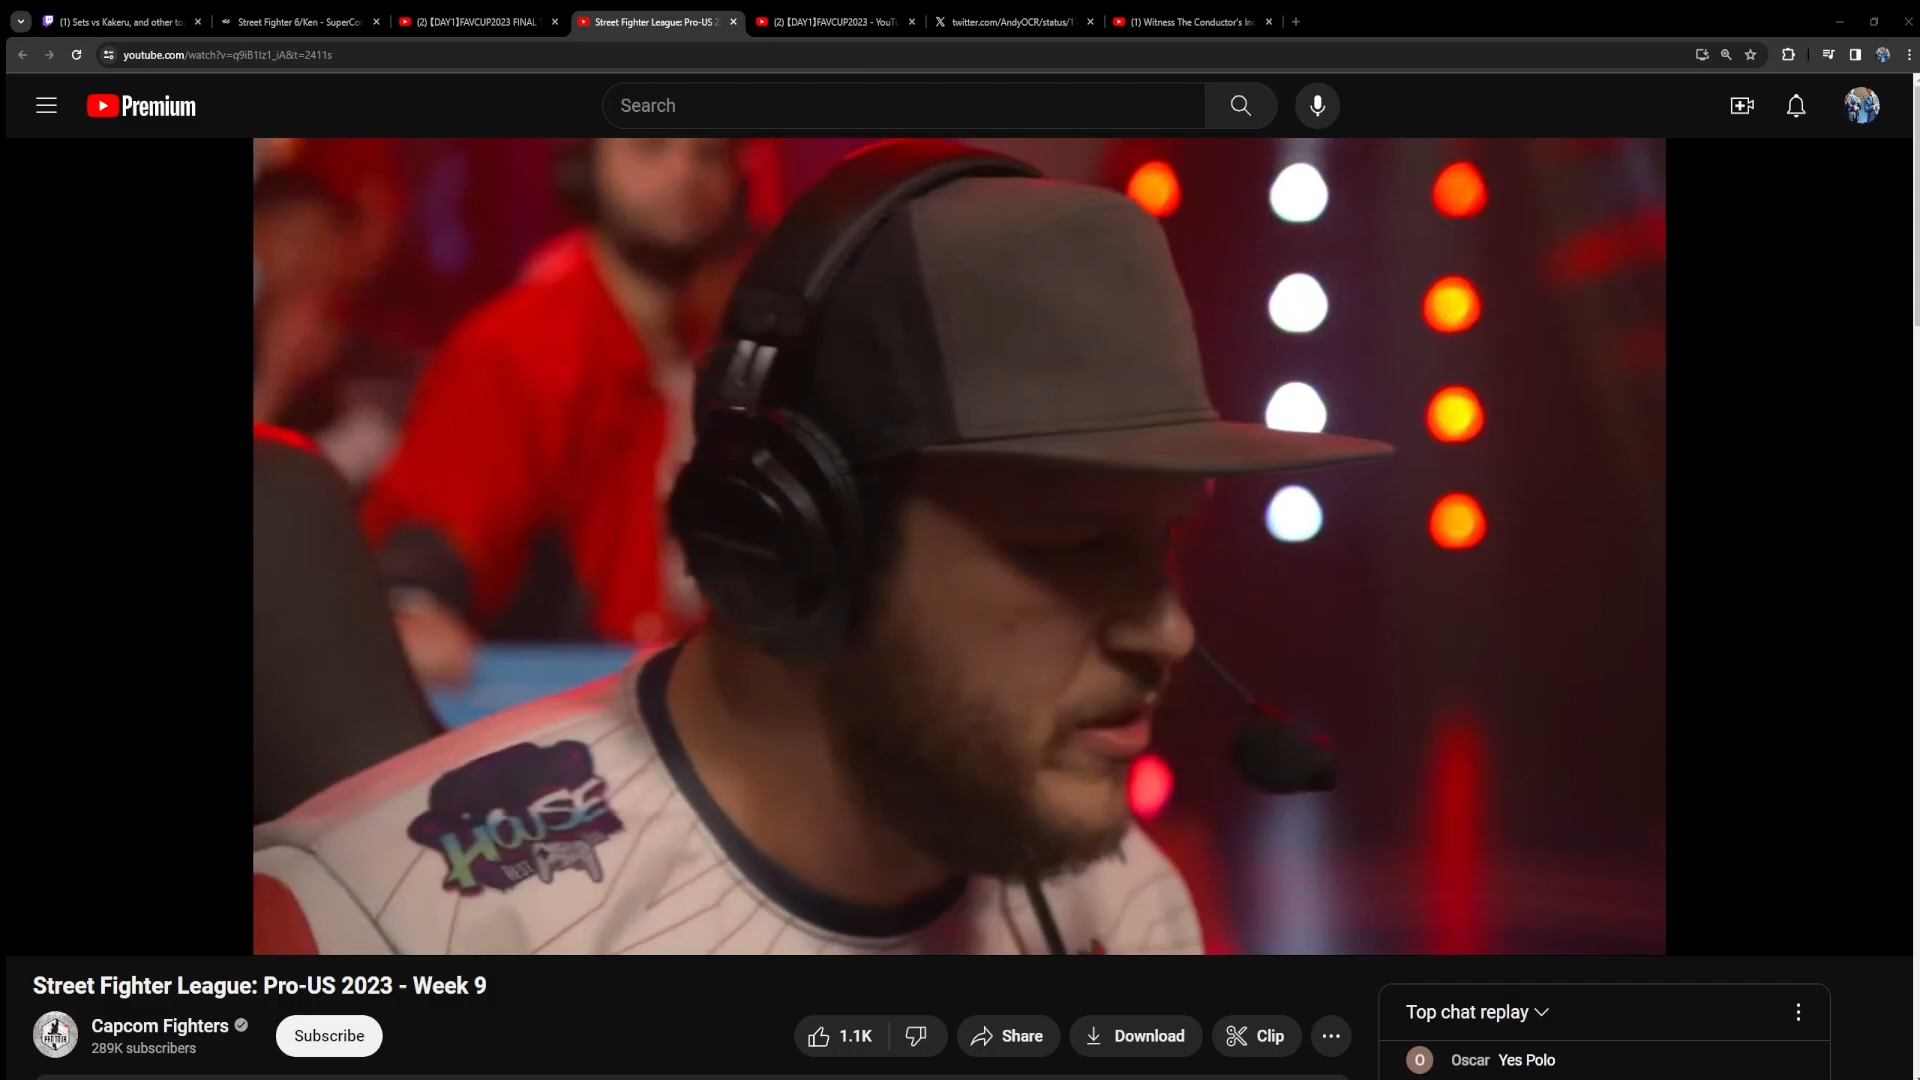 (1) Sets vs Kakeru, and other to
Street Fighter 6/Ken - SuperCo
(2) 【DAY1】FAVCUP2023 FINAL
Street Fighter League: Pro-US 2
(2) 【DAY1】FAVCUP2023 - YouTu
twitter.com/AndyOCR/status/1
(1) Witness The Conductor's In
youtube.com/watch?v=q9iB1Iz1_iA&t=2411s
Premium
Search
HOUSE
BEST
Street Fighter League: Pro-US 2023 - Week 9
Capcom Fighters
289K subscribers
Subscribe
1.1K
Share
Download
Clip
Top chat replay
O
Oscar Yes Polo